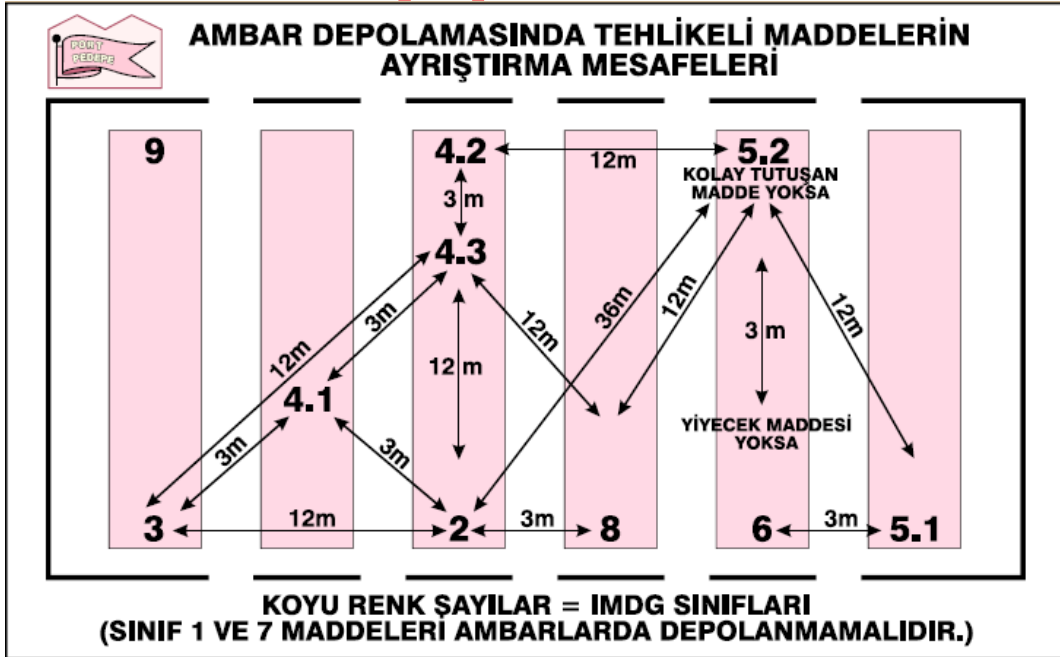 PORT
PEDEPE
AMBAR DEPOLAMASINDA TEHLİKELİ MADDELERİN
AYRIŞTIRMA MESAFELERİ
9
4.2
12m
5.2
KOLAY TUTUŞAN
MADDE YOKSA
3 m
4.3
3m
12m
36m
12m
12m
12m
12 m
3 m
4.1
YİYECEK MADDESİ
YOKSA
3m
3m
3
12m
2
3m
8
6
3m
5.1
KOYU RENK SAYILAR = IMDG SINIFLARI
(SINIF 1 VE 7 MADDELERİ AMBARLARDA DEPOLANMAMALIDIR.)